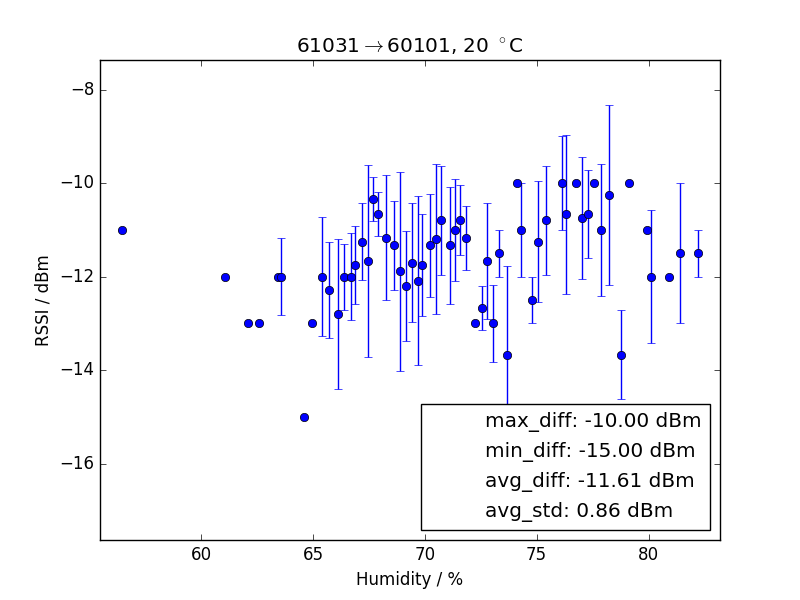 61031→60101, 20 °C
RSSI / dBm
−8
−10
−12
−14
−16
max_diff: -10.00 dBm
min_diff: -15.00 dBm
avg_diff: -11.61 dBm
avg_std: 0.86 dBm
60 65 70 75 80
Humidity / %